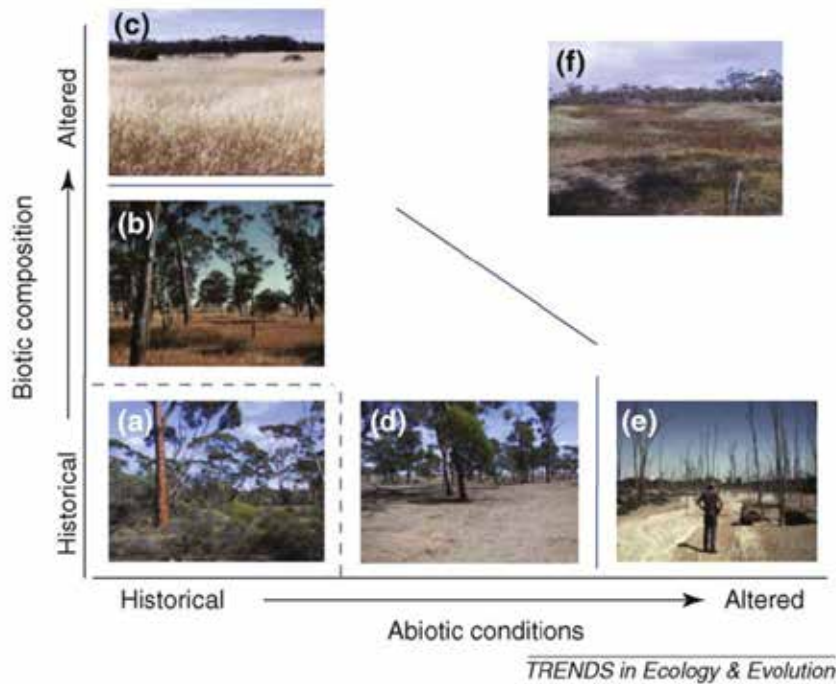 (c)
(f)
Altered
(b)
Biotic composition
(a)
(d)
(e)
Historical
Historical
Altered
Abiotic conditions
TRENDS in Ecology & Evolution